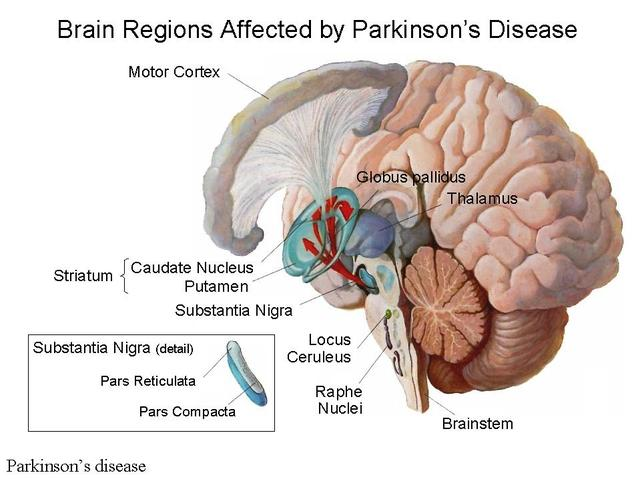 Brain Regions Affected by Parkinson's Disease
Motor Cortex
Globus pallidus
Thalamus
Striatum
Caudate Nucleus
Putamen
Substantia Nigra
Substantia Nigra (detail)
Pars Reticulata
Pars Compacta
Locus
Ceruleus
Raphe
Nuclei
Brainstem
Parkinson's disease